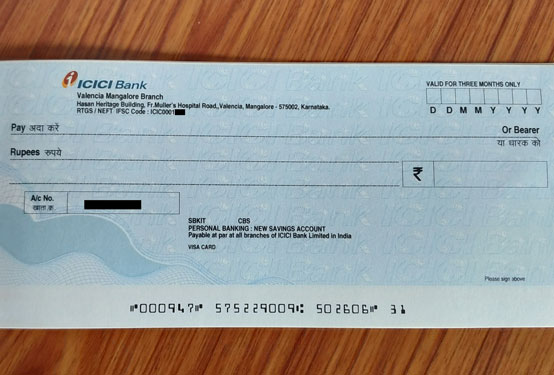 ICICI Bank
Valencia Mangalore Branch
Hasan Heritage Building, Fr.Muller's Hospital Road,,Valencia, Mangalore - 575002, Karnataka.
RTGS / NEFT IFSC Code : ICIC0001
VALID FOR THREE MONTHS ONLY
D D M M Y Y Y Y
Pay अदा करें
Or Bearer
या धारक को
Rupees रुपये
₹
A/c No.
खाता.क्र.
SBKIT CBS
PERSONAL BANKING : NEW SAVINGS ACCOUNT
Payable at par at all branches of ICICI Bank Limited in India
VISA CARD
Please sign above
⑈000947⑈ 575229009⑆ 502606⑈ 31